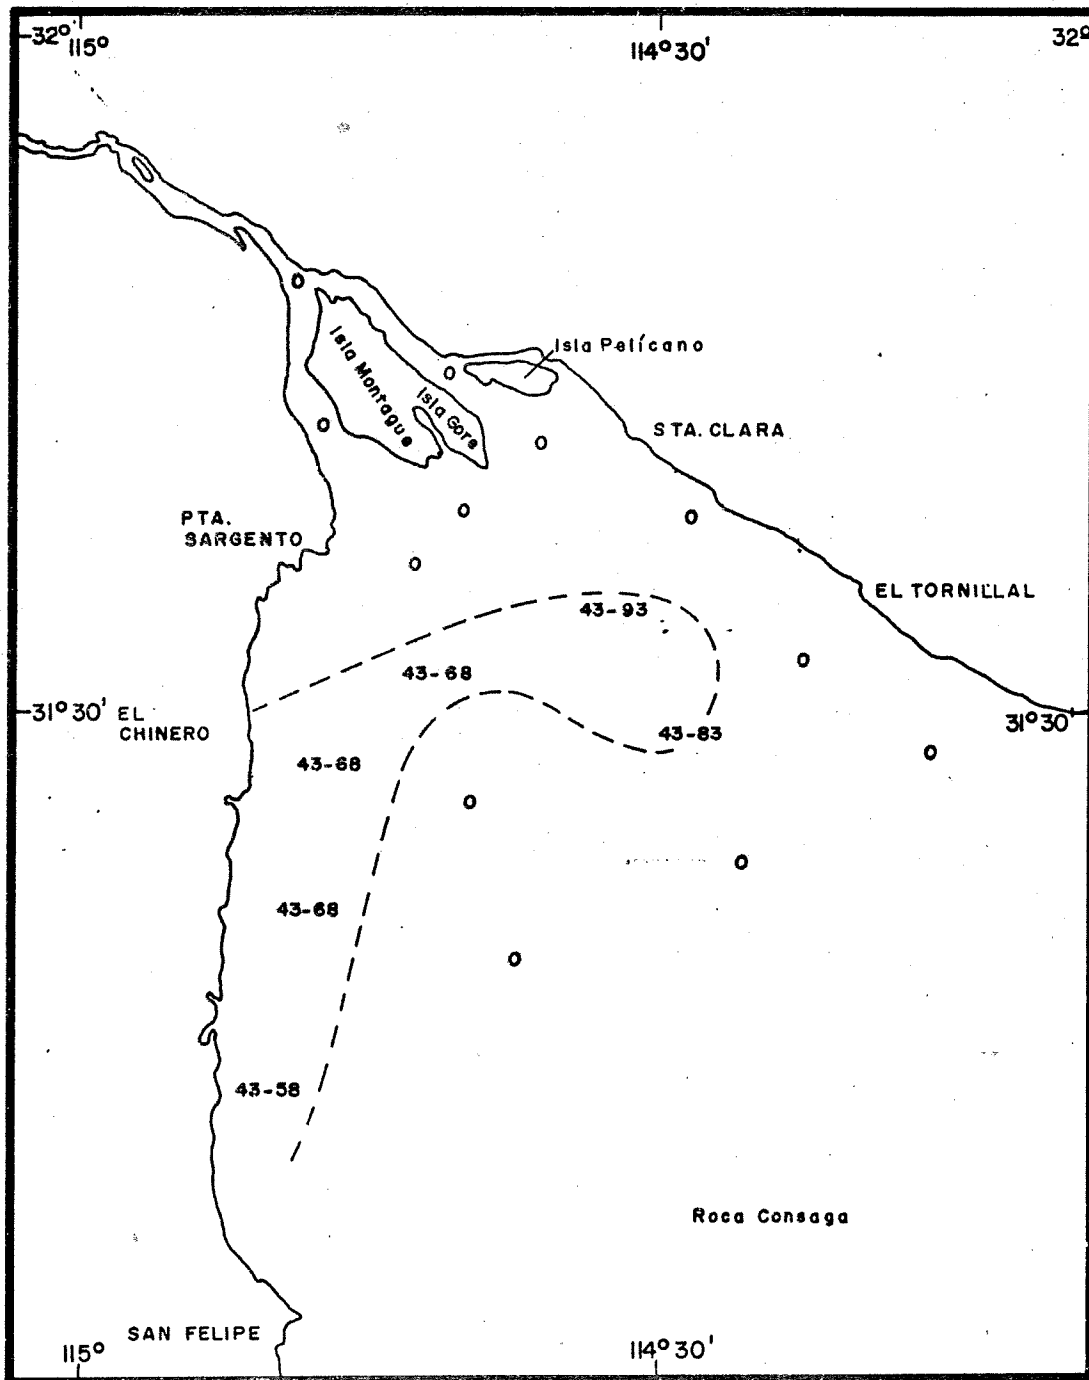 32°
115°
114°30'
32°
Isla Pelícano
Isla Montague
Isla Gore
STA. CLARA
PTA.
SARGENTO
EL TORNILLAL
43-93
43-68
31°30'
EL
CHINERO
31°30
43-83
43-68
43-68
43-58
Roca Consaga
SAN FELIPE
115°
114°30'